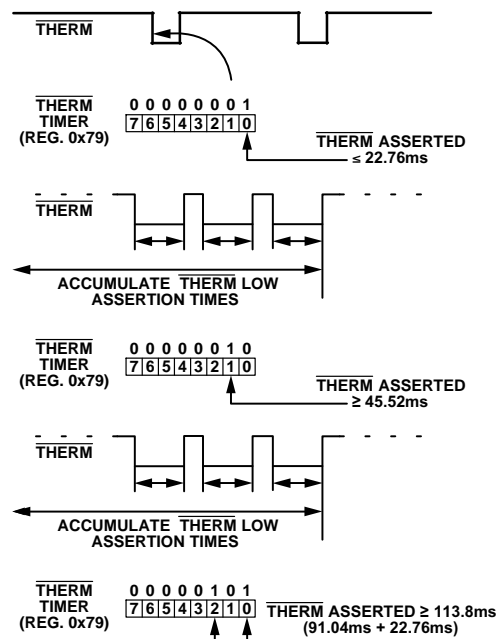 THERM
THERM
TIMER
(REG. 0x79)
0 0 0 0 0 0 0 1
7 6 5 4 3 2 1 0
THERM ASSERTED
≤ 22.76ms
THERM
ACCUMULATE THERM LOW
ASSERTION TIMES
THERM
TIMER
(REG. 0x79)
0 0 0 0 0 0 1 0
7 6 5 4 3 2 1 0
THERM ASSERTED
≥ 45.52ms
THERM
ACCUMULATE THERM LOW
ASSERTION TIMES
THERM
TIMER
(REG. 0x79)
0 0 0 0 0 1 0 1
7 6 5 4 3 2 1 0
THERM ASSERTED ≥ 113.8ms
(91.04ms + 22.76ms)